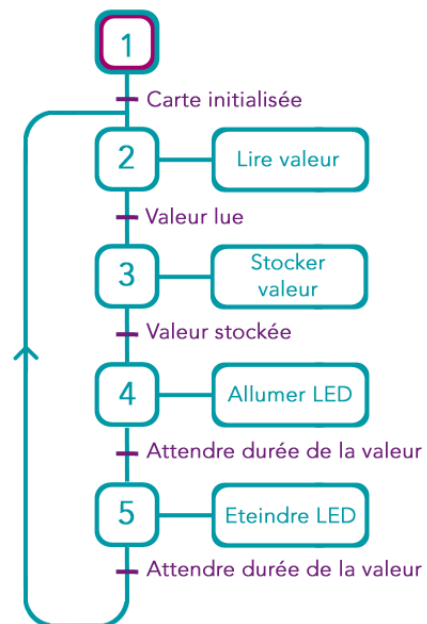 1
Carte initialisée
2
Lire valeur
Valeur lue
3
Stocker
valeur
Valeur stockée
4
Allumer LED
Attendre durée de la valeur
5
Eteindre LED
Attendre durée de la valeur